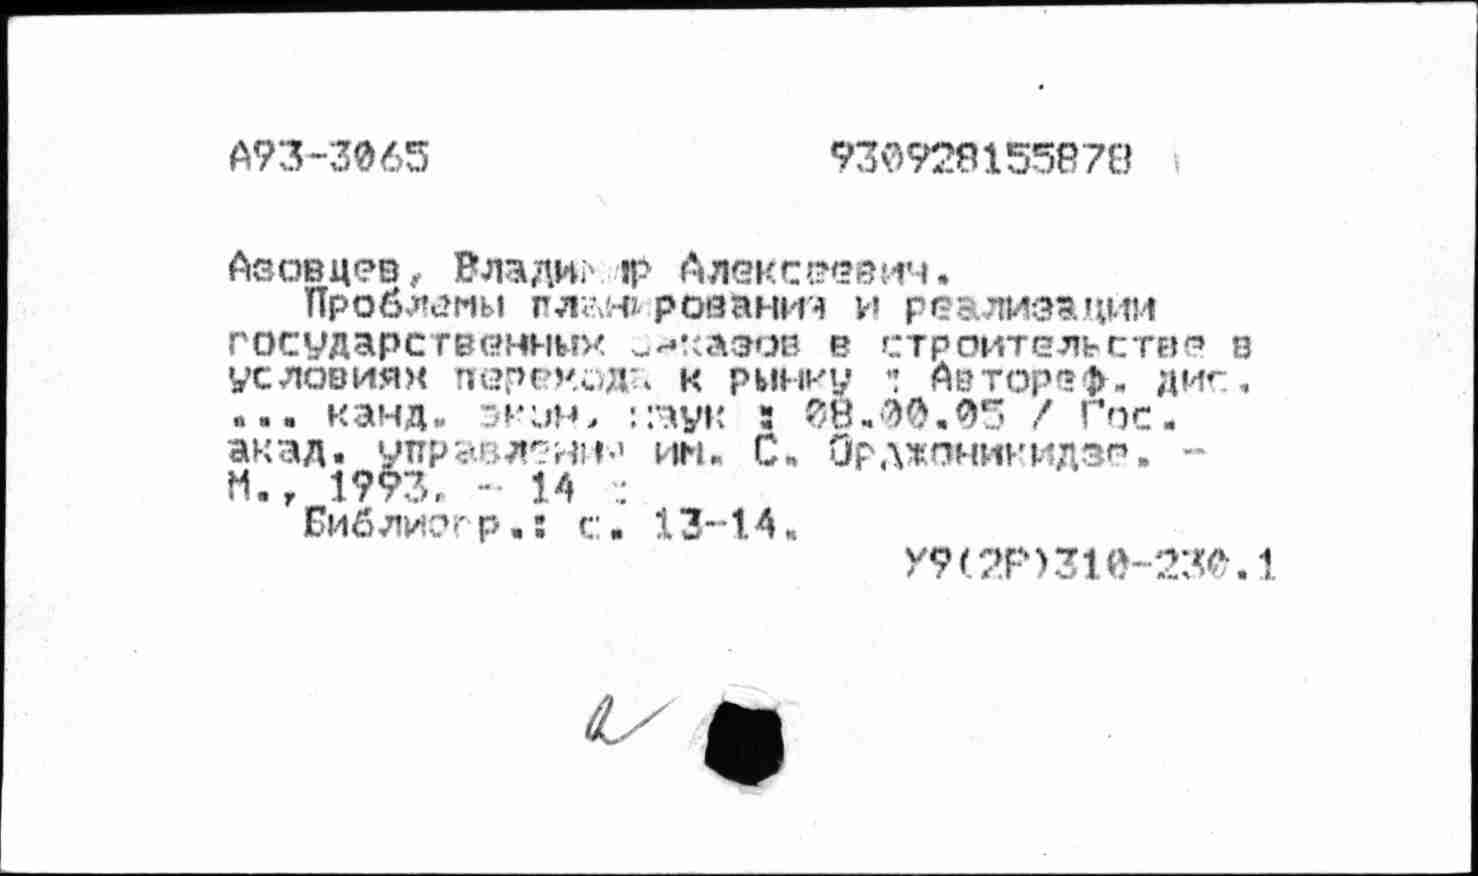 А93-3065 930928155878
Азовцев, Владимир Алексеевич.
Проблемы планирования и реализации
государственных заказов в строительстве в
условиях перехода к рынку : Автореф. дис.
... канд. экон. наук : 08.00.05 / Гос.
акад. управления им. С. Орджоникидзе. -
М., 1993. - 14 с
Библиогр.: с. 13-14.
У9(2Р)310-230.1